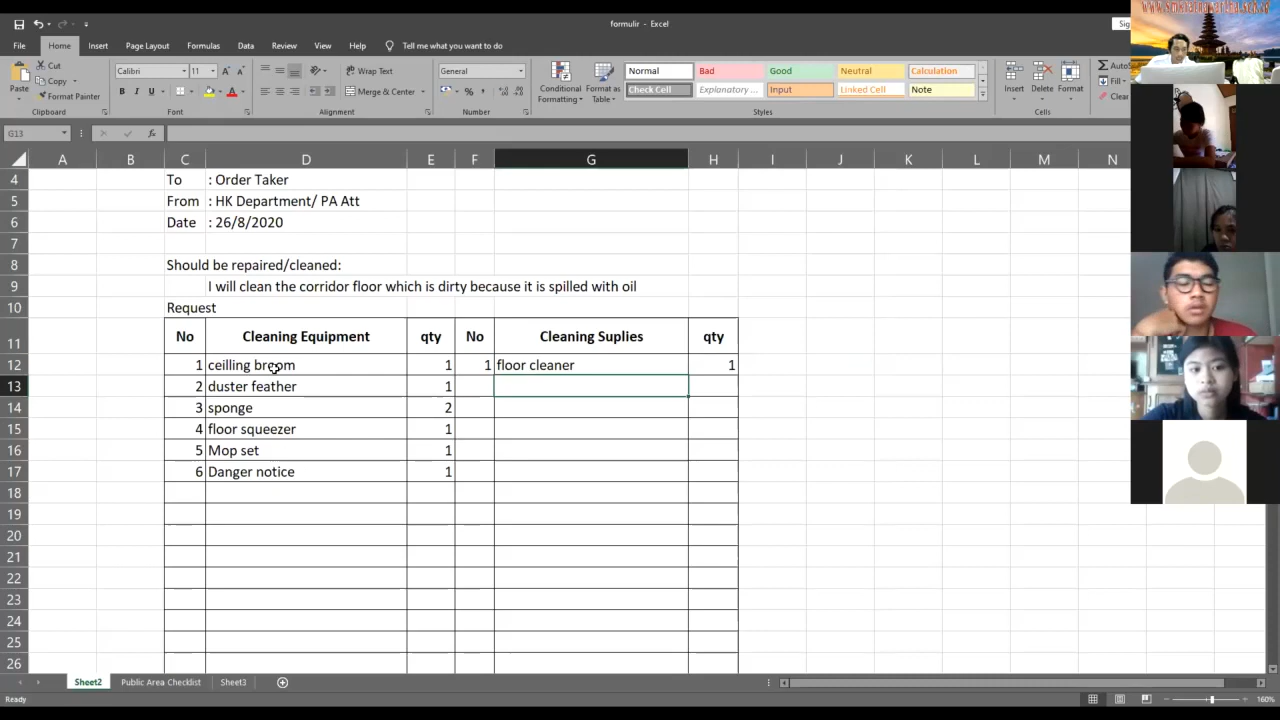 formulir - Excel
File Home Insert Page Layout Formulas Data Review View Help Tell me what you want to do
Paste
Cut
Copy
Format Painter
Calibri 11
B I U
Wrap Text
Merge & Center
General
Conditional Formatting
Format as Table
Normal Bad Good Neutral Calculation
Check Cell Explanatory ... Input Linked Cell Note
Insert Delete Format
Fill
Clear
Clipboard Font Alignment Number Styles Cells
G13
A B C D E F G H I J K L M N
4 To : Order Taker
5 From : HK Department/ PA Att
6 Date : 26/8/2020
7
8 Should be repaired/cleaned:
9 I will clean the corridor floor which is dirty because it is spilled with oil
10 Request
11 No Cleaning Equipment qty No Cleaning Suplies qty
12 1 ceilling broom 1 1 floor cleaner 1
13 2 duster feather 1
14 3 sponge 2
15 4 floor squeezer 1
16 5 Mop set 1
17 6 Danger notice 1
18
19
20
21
22
23
24
25
26
Sheet2 Public Area Checklist Sheet3
Ready 160%